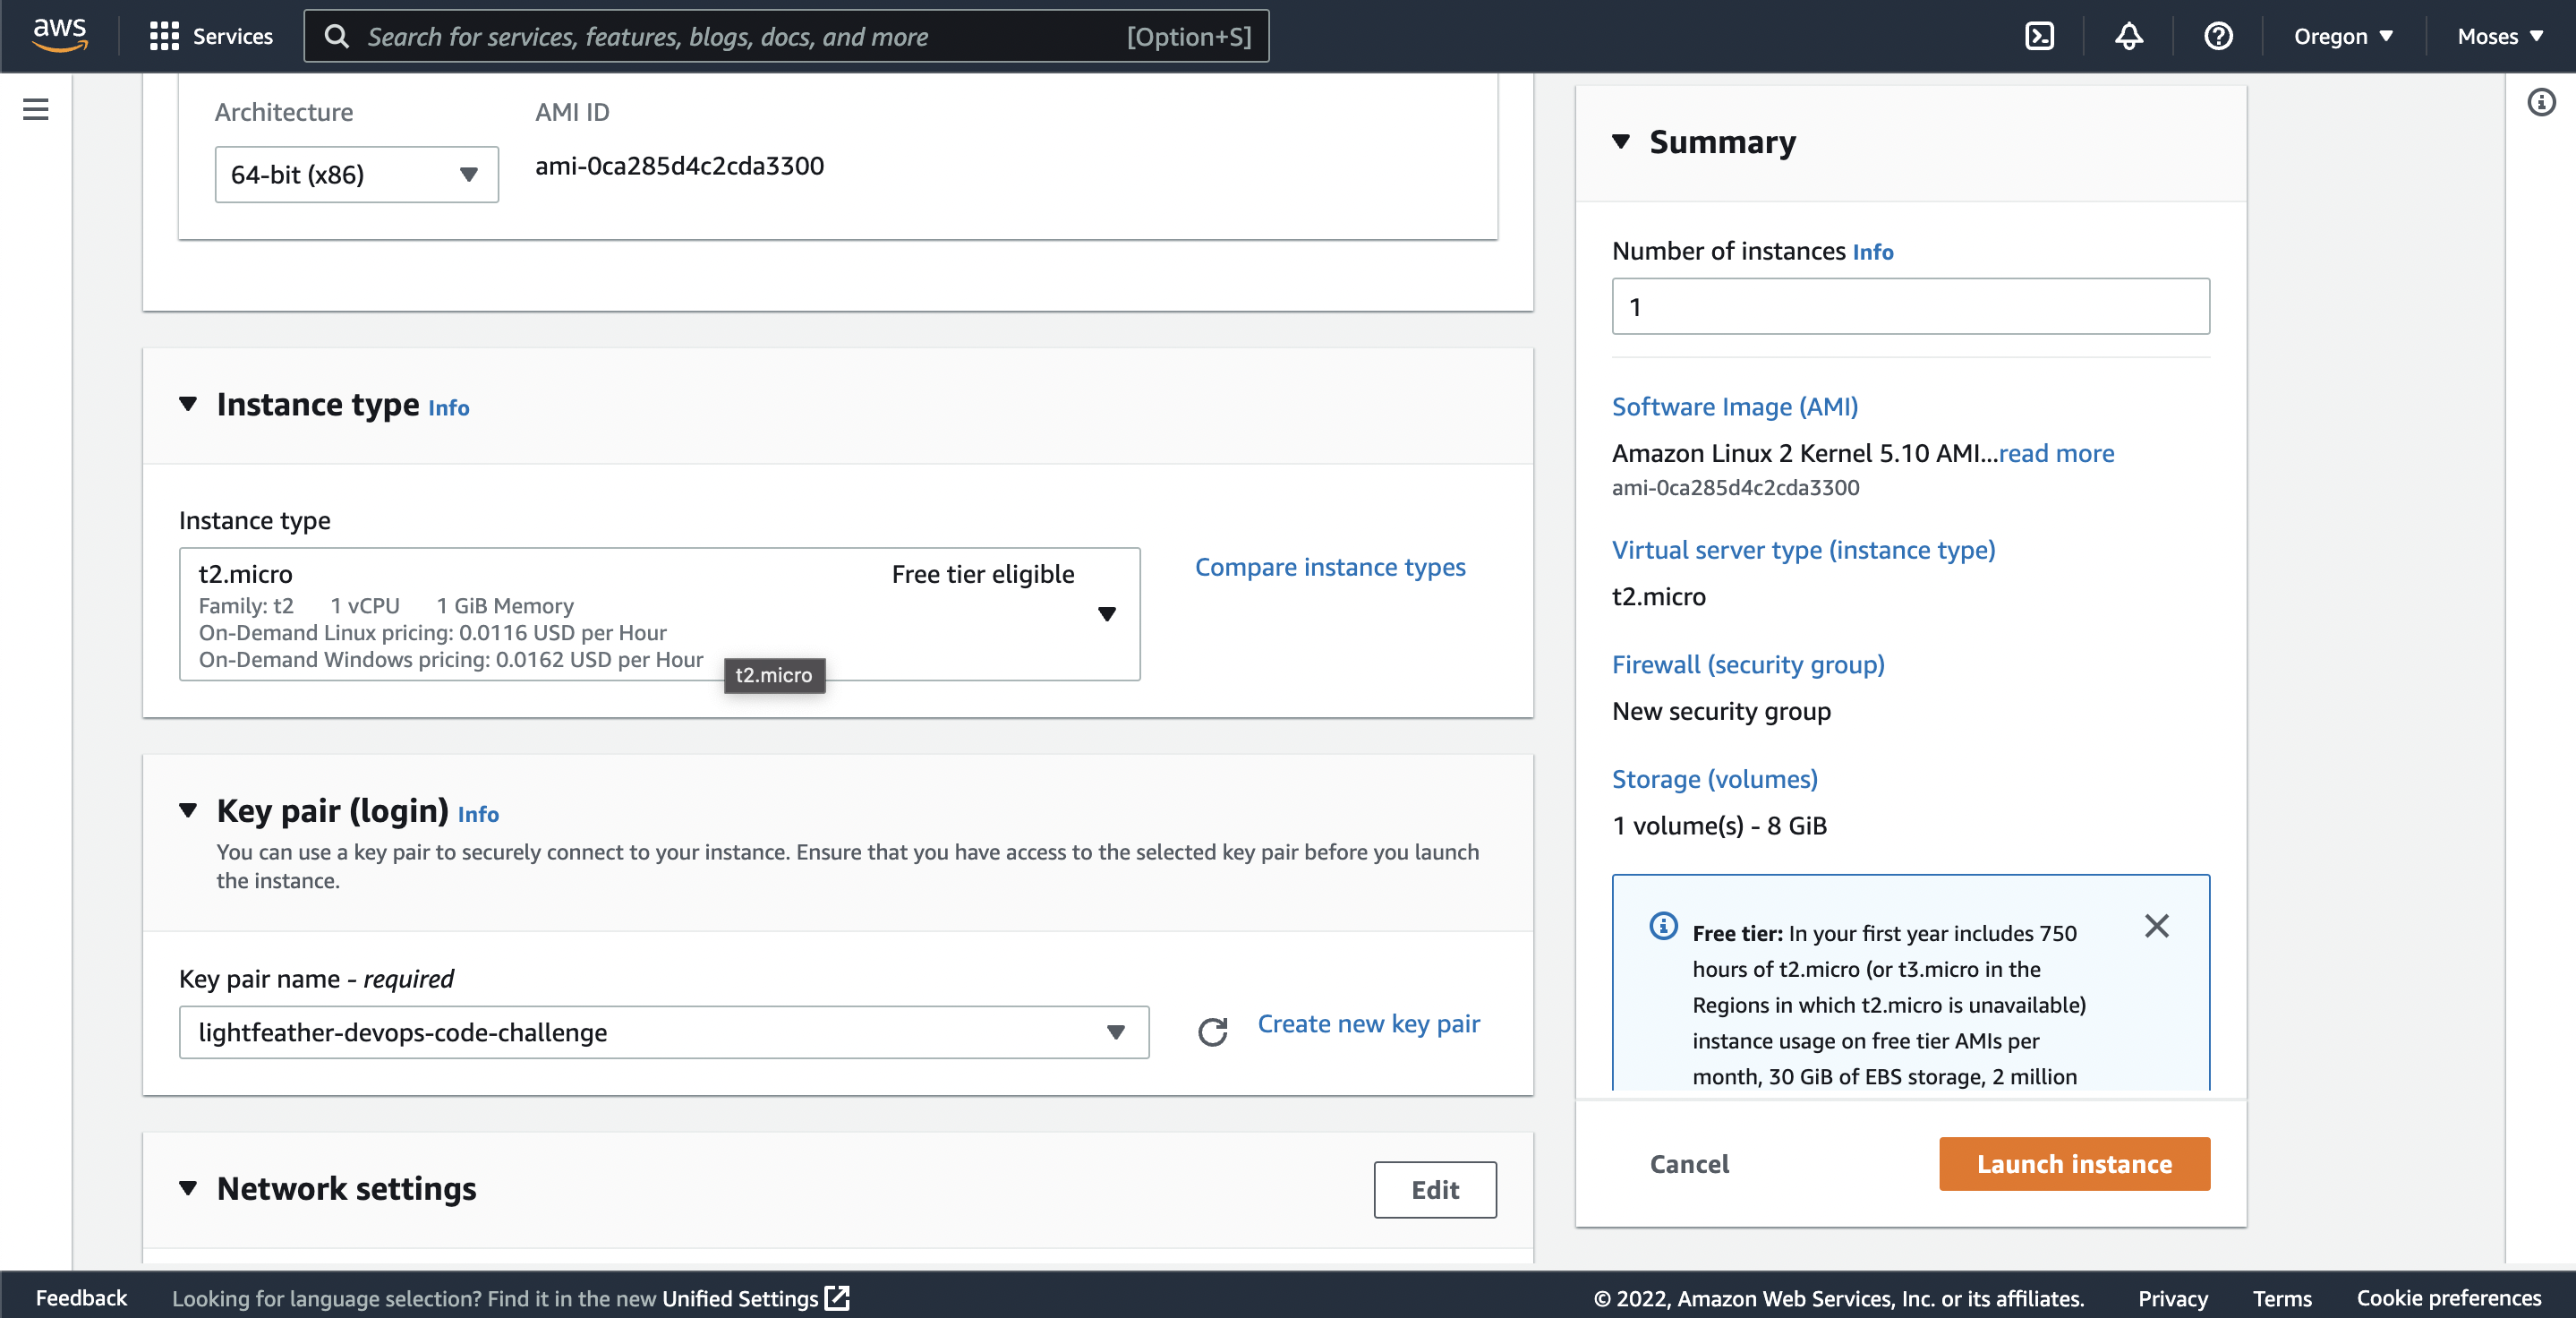 aws
Services
Search for services, features, blogs, docs, and more
[Option+S]
Oregon
Moses
Architecture
AMI ID
64-bit (x86)
ami-0ca285d4c2cda3300
Instance type Info
Instance type
t2.micro
Free tier eligible
Family: t2 1 vCPU 1 GiB Memory
On-Demand Linux pricing: 0.0116 USD per Hour
On-Demand Windows pricing: 0.0162 USD per Hour
t2.micro
Compare instance types
Key pair (login) Info
You can use a key pair to securely connect to your instance. Ensure that you have access to the selected key pair before you launch
the instance.
Key pair name - required
lightfeather-devops-code-challenge
Create new key pair
Network settings
Edit
Summary
Number of instances Info
1
Software Image (AMI)
Amazon Linux 2 Kernel 5.10 AMI...read more
ami-0ca285d4c2cda3300
Virtual server type (instance type)
t2.micro
Firewall (security group)
New security group
Storage (volumes)
1 volume(s) - 8 GiB
Free tier: In your first year includes 750
hours of t2.micro (or t3.micro in the
Regions in which t2.micro is unavailable)
instance usage on free tier AMIs per
month, 30 GiB of EBS storage, 2 million
Cancel
Launch instance
Feedback
Looking for language selection? Find it in the new Unified Settings
© 2022, Amazon Web Services, Inc. or its affiliates.
Privacy
Terms
Cookie preferences